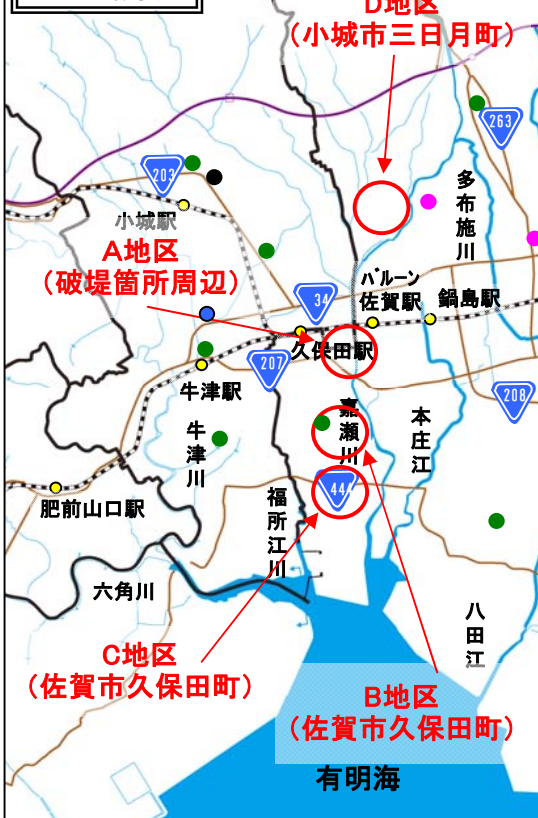 D地区
(小城市三日月町)
263
203
多布施川
小城駅
A地区
(破堤箇所周辺)
バルーン
佐賀駅
鍋島駅
34
久保田駅
207
208
牛津駅
嘉瀬川
本庄江
牛津川
444
肥前山口駅
福所江川
六角川
八田江
C地区
(佐賀市久保田町)
B地区
(佐賀市久保田町)
有明海